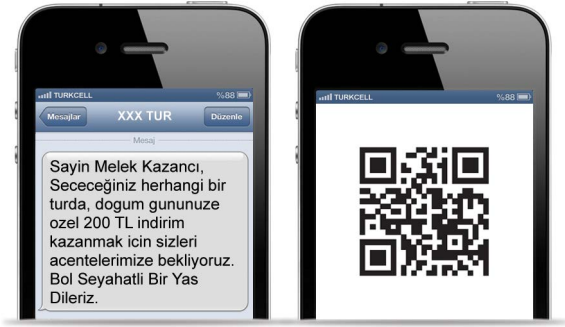 TURKCELL
%88
Mesajlar
XXX TUR
Düzenle
Mesaj
Sayin Melek Kazancı,
Sececeğiniz herhangi bir
turda, dogum gununuze
ozel 200 TL indirim
kazanmak icin sizleri
acentelerimize bekliyoruz.
Bol Seyahatli Bir Yas
Dileriz.
TURKCELL
%88